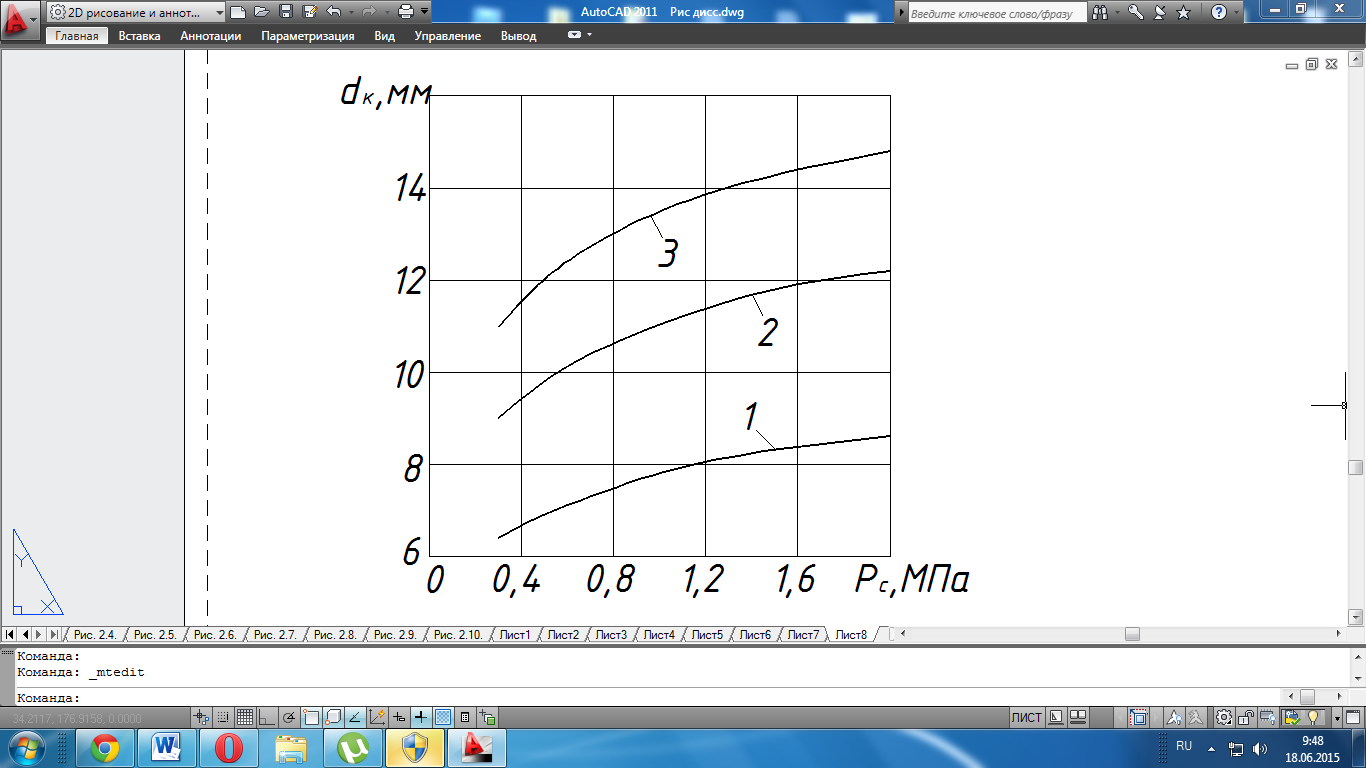 2D рисование и аннот...
AutoCAD 2011 Рис дисс.dwg
Введите ключевое слово/фразу
Главная Вставка Аннотации Параметризация Вид Управление Вывод
dк,мм
14
3
12
2
10
1
8
6
0 0,4 0,8 1,2 1,6 Pс,МПа
Y
X
Рис. 2.4. Рис. 2.5. Рис. 2.6. Рис. 2.7. Рис. 2.8. Рис. 2.9. Рис. 2.10. Лист1 Лист2 Лист3 Лист4 Лист5 Лист6 Лист7 Лист8
Команда:
Команда: _mtedit
Команда:
34.2117, 176.9158, 0.0000 ЛИСТ
RU 9:48
18.06.2015